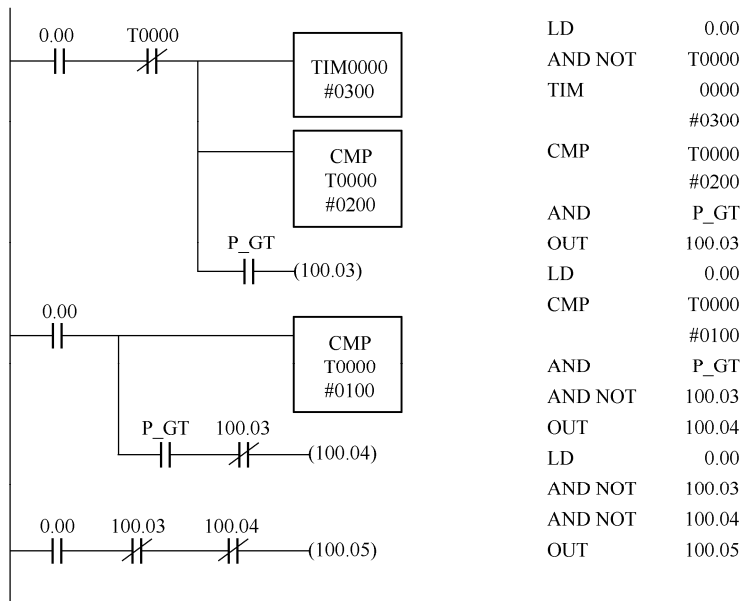 0.00 T0000
TIM0000
#0300
CMP
T0000
#0200
P_GT
(100.03)
0.00
CMP
T0000
#0100
P_GT 100.03
(100.04)
0.00 100.03 100.04
(100.05)
LD 0.00
AND NOT T0000
TIM 0000
#0300
CMP T0000
#0200
AND P_GT
OUT 100.03
LD 0.00
CMP T0000
#0100
AND P_GT
AND NOT 100.03
OUT 100.04
LD 0.00
AND NOT 100.03
AND NOT 100.04
OUT 100.05